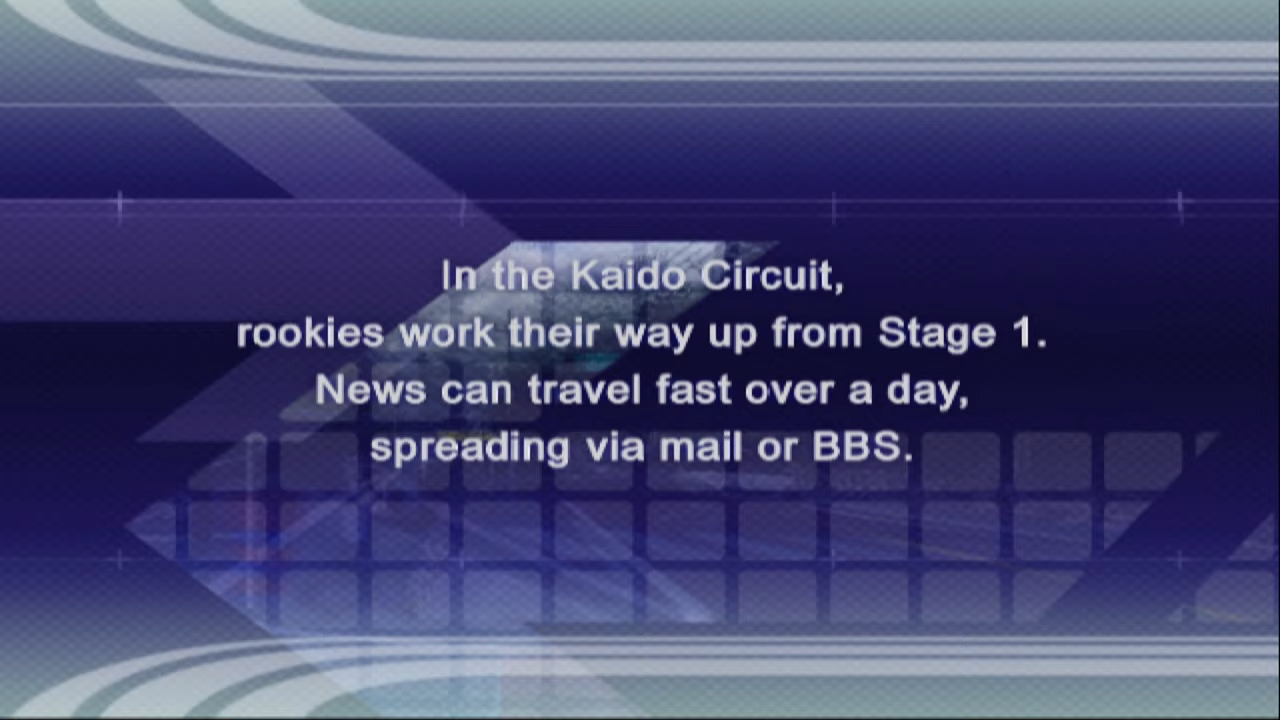 In the Kaido Circuit,
rookies work their way up from Stage 1.
News can travel fast over a day,
spreading via mail or BBS.